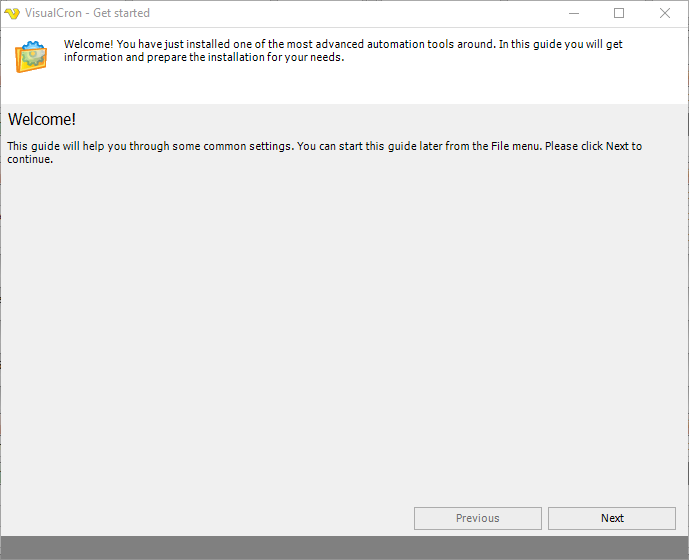 VisualCron - Get started
Welcome! You have just installed one of the most advanced automation tools around. In this guide you will get
information and prepare the installation for your needs.
Welcome!
This guide will help you through some common settings. You can start this guide later from the File menu. Please click Next to
continue.
Previous
Next